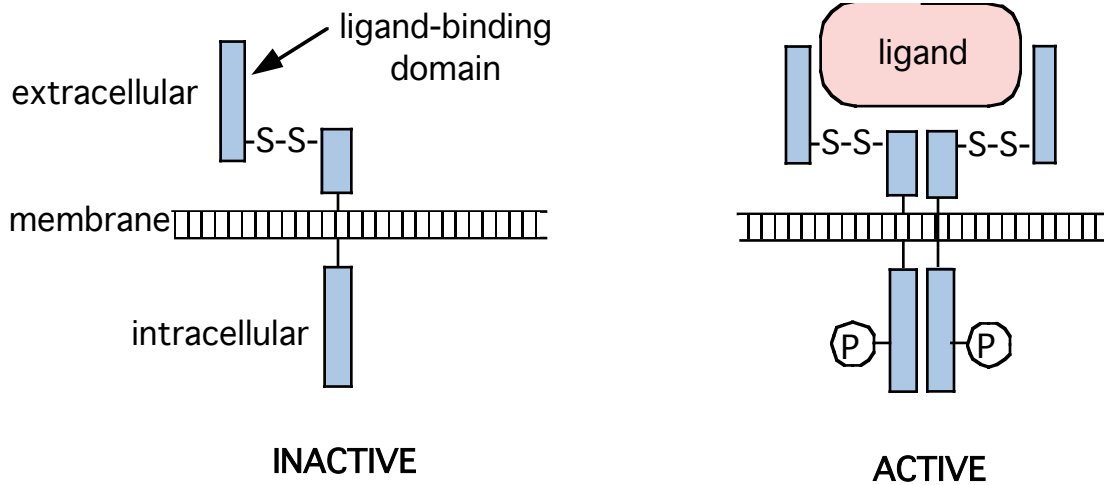 ligand-binding
domain
extracellular
-S-S-
membrane
intracellular
INACTIVE
ligand
-S-S-
-S-S-
P
P
ACTIVE